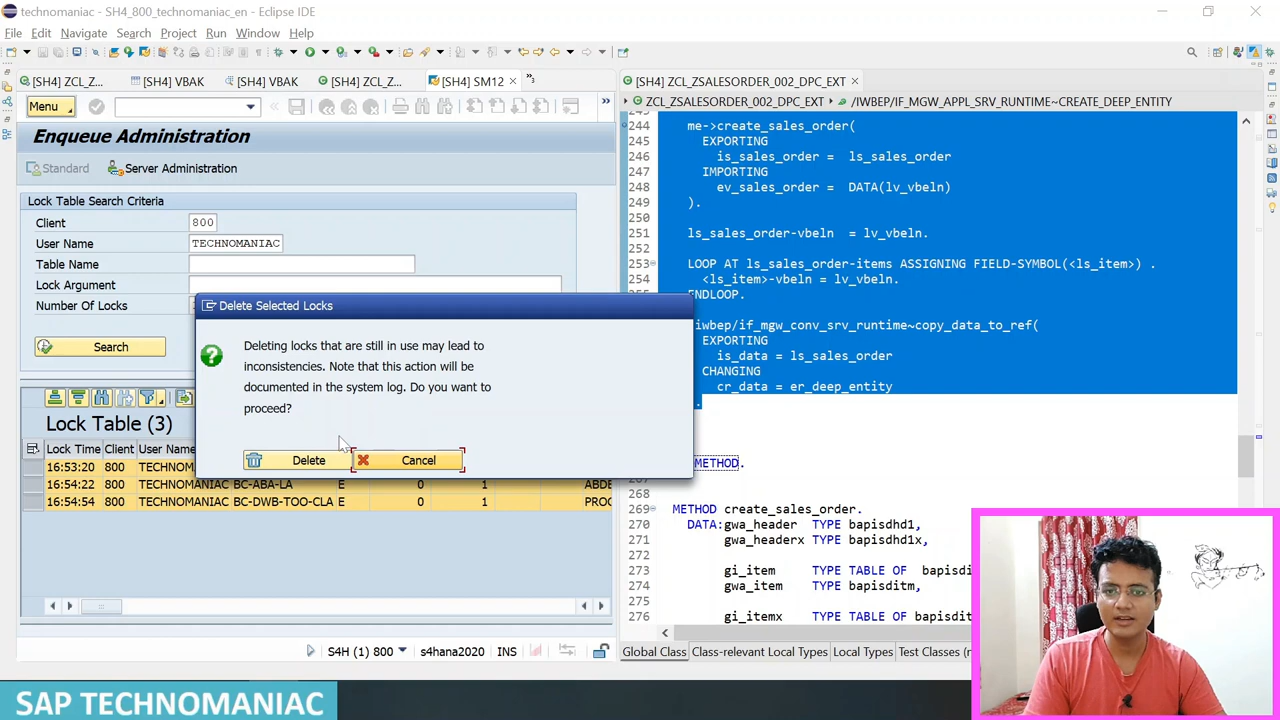 technomaniac - SH4_800_technomaniac_en - Eclipse IDE
File Edit Navigate Search Project Run Window Help
[SH4] ZCL_Z... [SH4] VBAK [SH4] VBAK [SH4] ZCL_Z... [SH4] SM12
Menu
Enqueue Administration
Standard Server Administration
Lock Table Search Criteria
Client 800
User Name TECHNOMANIAC
Table Name
Lock Argument
Number Of Locks
Search
Delete Selected Locks
Deleting locks that are still in use may lead to
inconsistencies. Note that this action will be
documented in the system log. Do you want to
proceed?
Delete Cancel
Lock Table (3)
Lock Time Client User Name
16:53:20 800 TECHNOM
16:54:22 800 TECHNOMANIAC BC-ABA-LA E 0 1 ABDE
16:54:54 800 TECHNOMANIAC BC-DWB-TOO-CLA E 0 1 PROG
S4H (1) 800 s4hana2020 INS
[SH4] ZCL_ZSALESORDER_002_DPC_EXT
ZCL_ZSALESORDER_002_DPC_EXT /IWBEP/IF_MGW_APPL_SRV_RUNTIME~CREATE_DEEP_ENTITY
244 me->create_sales_order(
245 EXPORTING
246 is_sales_order = ls_sales_order
247 IMPORTING
248 ev_sales_order = DATA(lv_vbeln)
249 ).
250
251 ls_sales_order-vbeln = lv_vbeln.
252
253 LOOP AT ls_sales_order-items ASSIGNING FIELD-SYMBOL(<ls_item>) .
254 <ls_item>-vbeln = lv_vbeln.
ENDLOOP.
iwbep/if_mgw_conv_srv_runtime~copy_data_to_ref(
EXPORTING
is_data = ls_sales_order
CHANGING
cr_data = er_deep_entity
.
METHOD.
268
269 METHOD create_sales_order.
270 DATA:gwa_header TYPE bapisdhd1,
271 gwa_headerx TYPE bapisdhd1x,
273 gi_item TYPE TABLE OF bapisdi
274 gwa_item TYPE bapisditm,
275
276 gi_itemx TYPE TABLE OF bapisdit
Global Class Class-relevant Local Types Local Types Test Classes (n
SAP TECHNOMANIAC